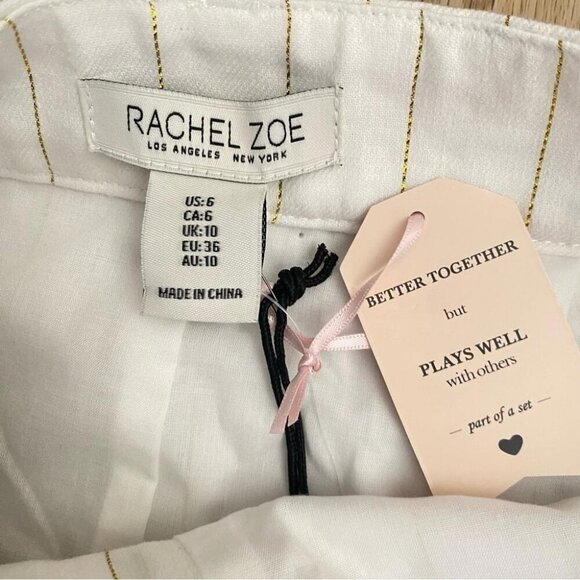 RACHEL ZOE
LOS ANGELES NEW YORK
US:6
CA:6
UK:10
EU:36
AU:10
MADE IN CHINA
BETTER TOGETHER
but
PLAYS WELL
with others
— part of a set —